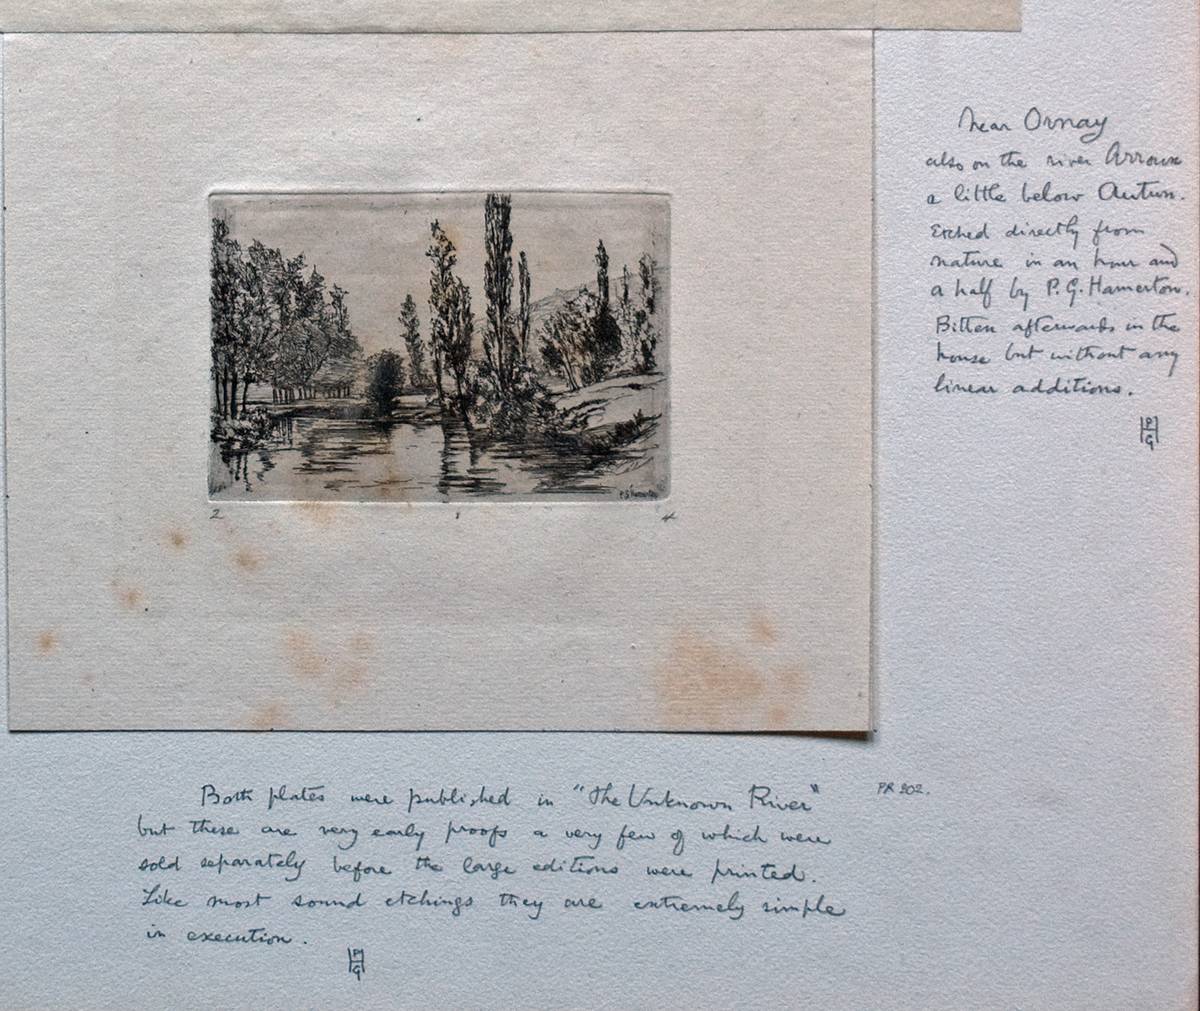 Near Ornay
also on the river Arroux
a little below Autun.
Etched directly from
nature in an hour and
a half by P. G. Hamerton.
Bitten afterwards in the
house but without any
linear additions.
PHG
P G Hamerton
2 1 4
Both plates were published in "The Unknown River"
but these are very early proofs a very few of which were
sold separately before the large editions were printed.
Like most sound etchings they are extremely simple
in execution.
PHG
PR 202.